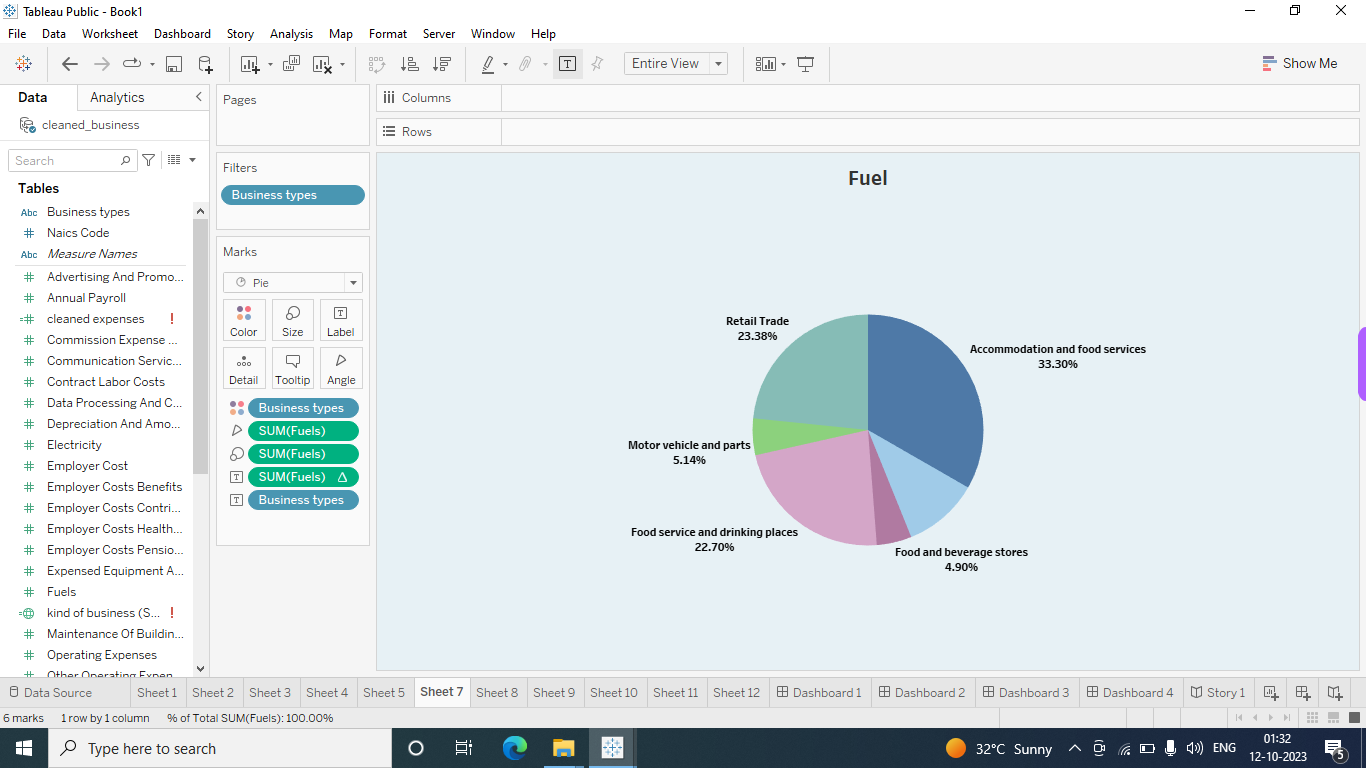 Tableau Public - Book1
File Data Worksheet Dashboard Story Analysis Map Format Server Window Help
Entire View
Show Me
Data Analytics
cleaned_business
Search
Tables
Abc Business types
# Naics Code
Abc Measure Names
# Advertising And Promo...
# Annual Payroll
=# cleaned expenses !
# Commission Expense ...
# Communication Servic...
# Contract Labor Costs
# Data Processing And C...
# Depreciation And Amo...
# Electricity
# Employer Cost
# Employer Costs Benefits
# Employer Costs Contri...
# Employer Costs Health...
# Employer Costs Pensio...
# Expensed Equipment A...
# Fuels
kind of business (S... !
# Maintenance Of Buildin...
# Operating Expenses
# Other Operating Expen...
Pages
Filters
Business types
Marks
Pie
Color Size Label
Detail Tooltip Angle
Business types
SUM(Fuels)
SUM(Fuels)
T SUM(Fuels) Δ
T Business types
Columns
Rows
Fuel
Retail Trade
23.38%
Accommodation and food services
33.30%
Motor vehicle and parts
5.14%
Food service and drinking places
22.70%
Food and beverage stores
4.90%
Data Source Sheet 1 Sheet 2 Sheet 3 Sheet 4 Sheet 5 Sheet 7 Sheet 8 Sheet 9 Sheet 10 Sheet 11 Sheet 12 Dashboard 1 Dashboard 2 Dashboard 3 Dashboard 4 Story 1
6 marks 1 row by 1 column % of Total SUM(Fuels): 100.00%
Type here to search
32°C Sunny
ENG
01:32
12-10-2023
5